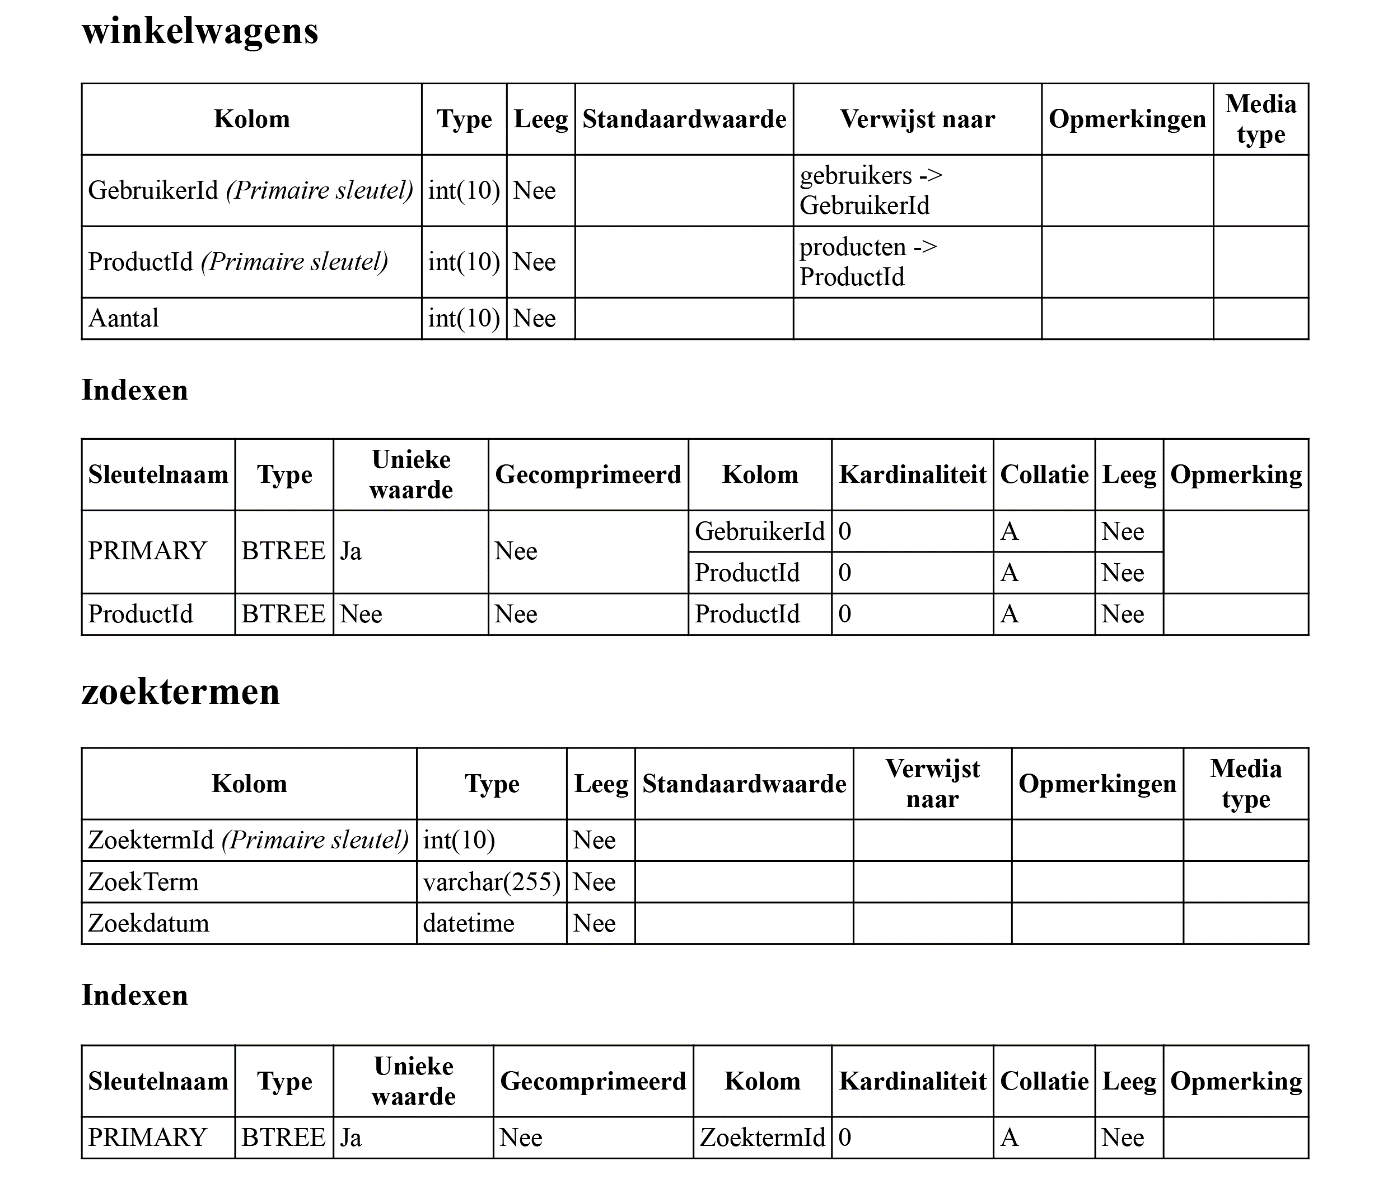 winkelwagens
Kolom Type Leeg Standaardwaarde Verwijst naar Opmerkingen Media type
GebruikerId (Primaire sleutel) int(10) Nee gebruikers -> GebruikerId
ProductId (Primaire sleutel) int(10) Nee producten -> ProductId
Aantal int(10) Nee
Indexen
Sleutelnaam Type Unieke waarde Gecomprimeerd Kolom Kardinaliteit Collatie Leeg Opmerking
PRIMARY BTREE Ja Nee GebruikerId 0 A Nee
ProductId 0 A Nee
ProductId BTREE Nee Nee ProductId 0 A Nee
zoektermen
Kolom Type Leeg Standaardwaarde Verwijst naar Opmerkingen Media type
ZoektermId (Primaire sleutel) int(10) Nee
ZoekTerm varchar(255) Nee
Zoekdatum datetime Nee
Indexen
Sleutelnaam Type Unieke waarde Gecomprimeerd Kolom Kardinaliteit Collatie Leeg Opmerking
PRIMARY BTREE Ja Nee ZoektermId 0 A Nee